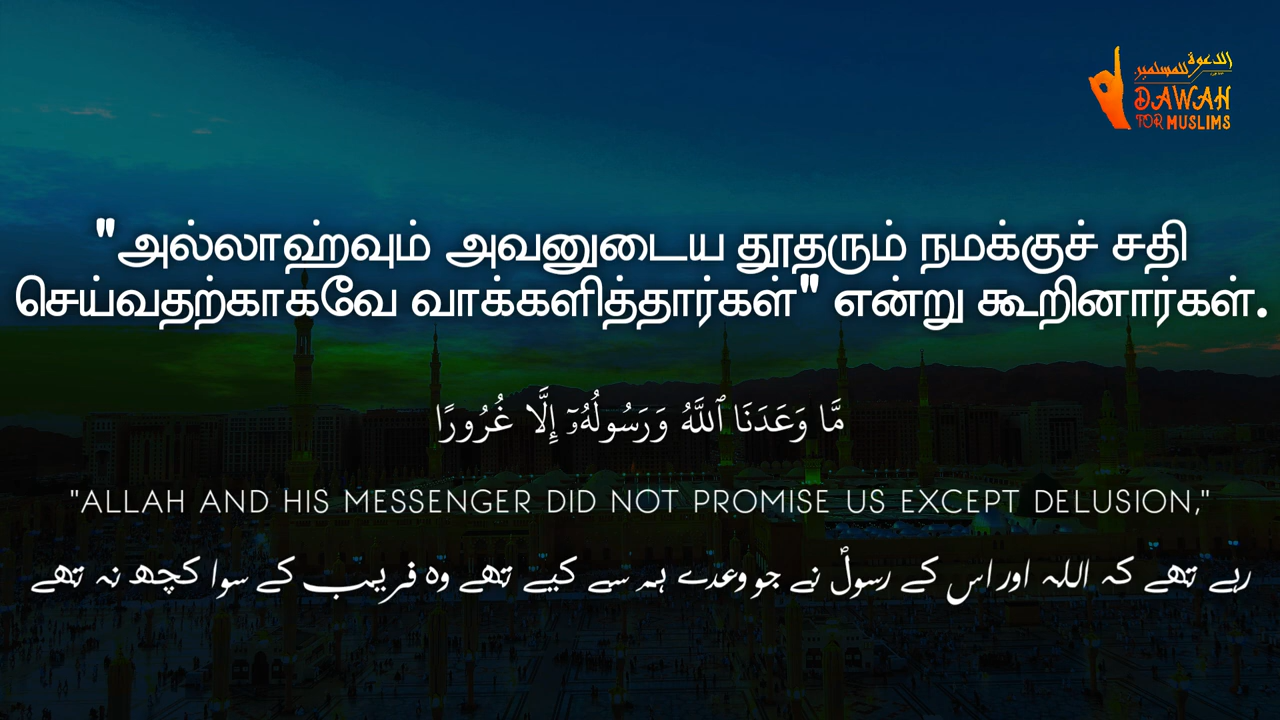 الدعوة للمسلمين
DAWAH
FOR MUSLIMS
"அல்லாஹ்வும் அவனுடைய தூதரும் நமக்குச் சதி
செய்வதற்காகவே வாக்களித்தார்கள்" என்று கூறினார்கள்.
مَّا وَعَدَنَا ٱللَّهُ وَرَسُولُهُۥٓ إِلَّا غُرُورًا
"ALLAH AND HIS MESSENGER DID NOT PROMISE US EXCEPT DELUSION,"
رہے تھے کہ اللہ اور اس کے رسولؐ نے جو وعدے ہم سے کیے تھے وہ فریب کے سوا کچھ نہ تھے